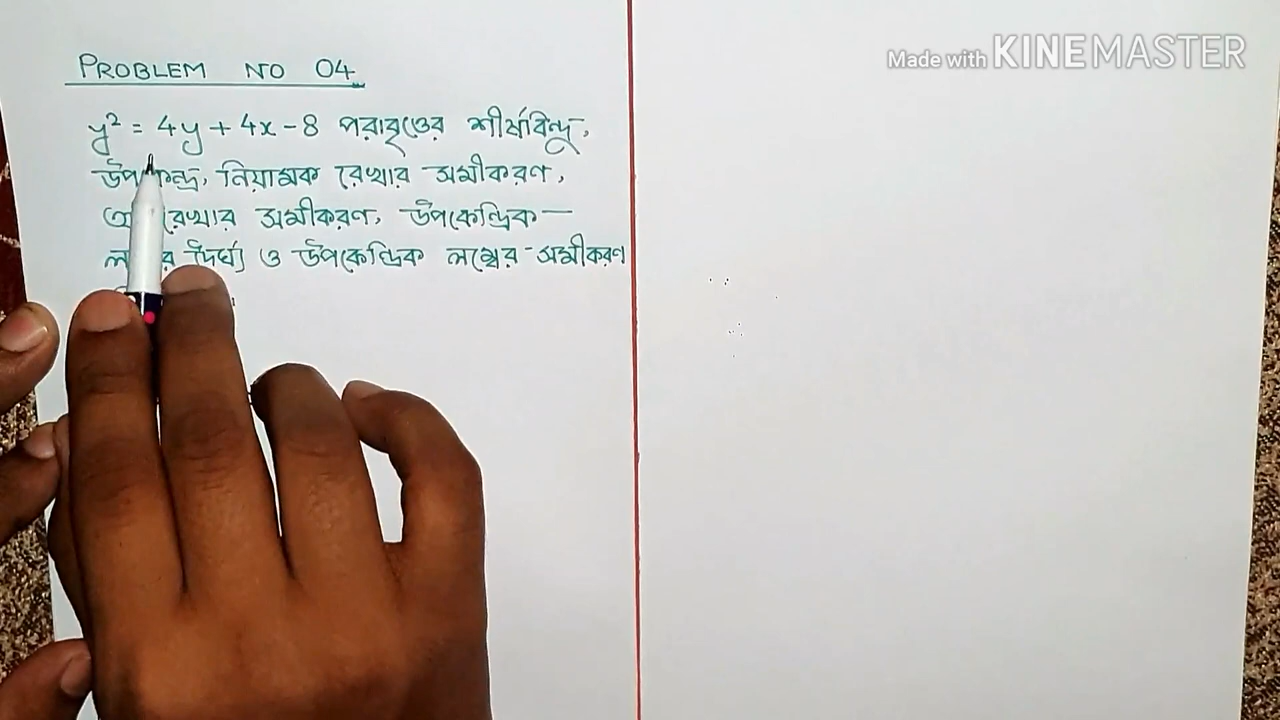 Made with KINEMASTER
PROBLEM NO 04
y² = 4y + 4x - 8 পরাবৃত্তের শীর্ষবিন্দু,
নিয়ামক রেখার সমীকরণ,
সমীকরণ, উপকেন্দ্রিক—
দৈর্ঘ্য ও উপকেন্দ্রিক লম্বের সমীকরণ